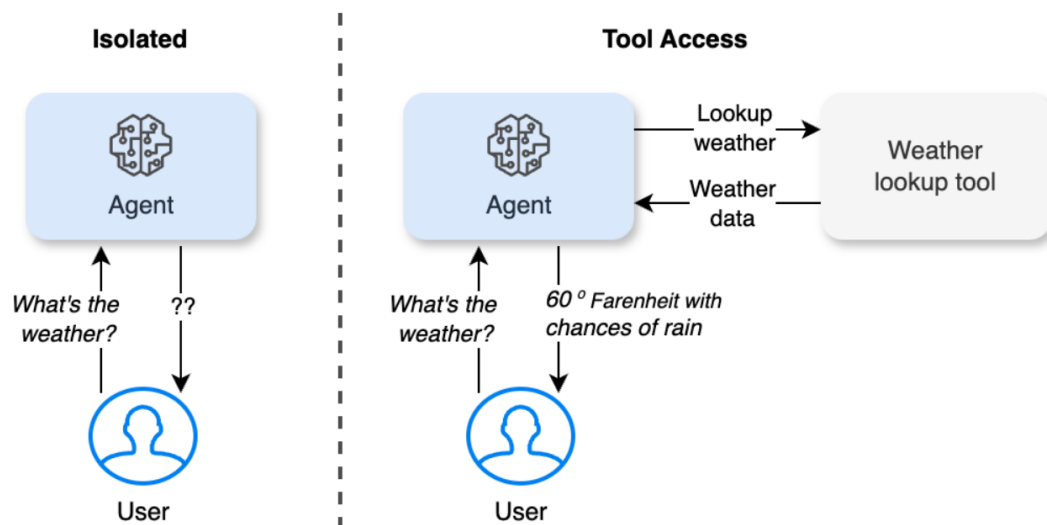 Isolated
Agent
What's the
weather?
??
User
Tool Access
Agent
Lookup
weather
Weather
data
Weather
lookup tool
What's the
weather?
60 º Farenheit with
chances of rain
User